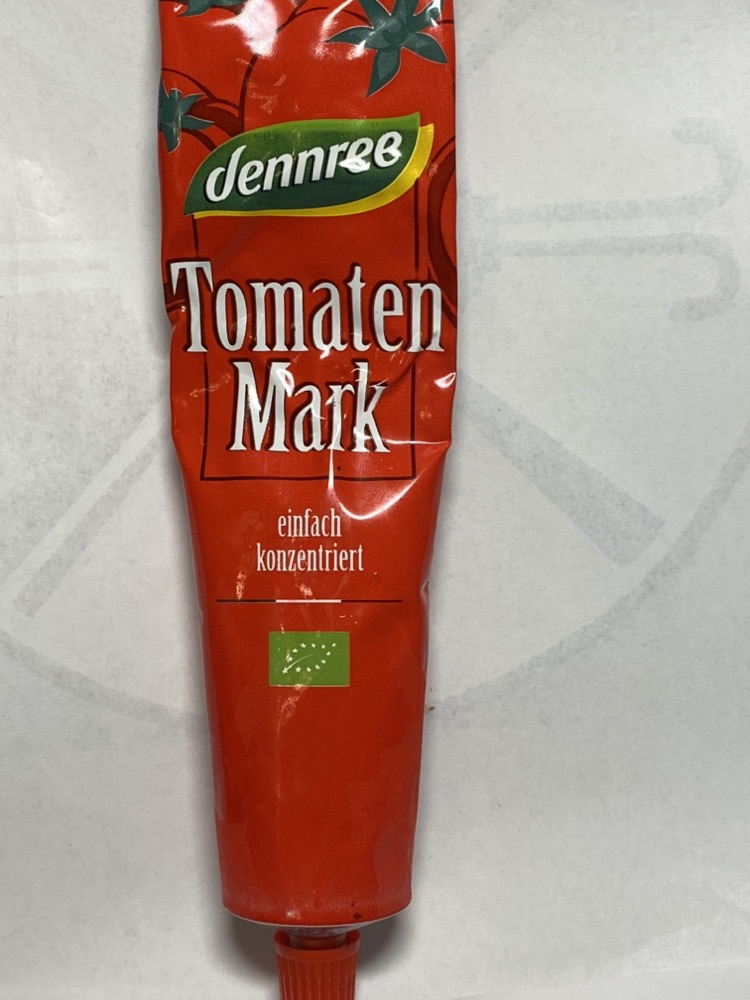 dennree
Tomaten
Mark
einfach
konzentriert